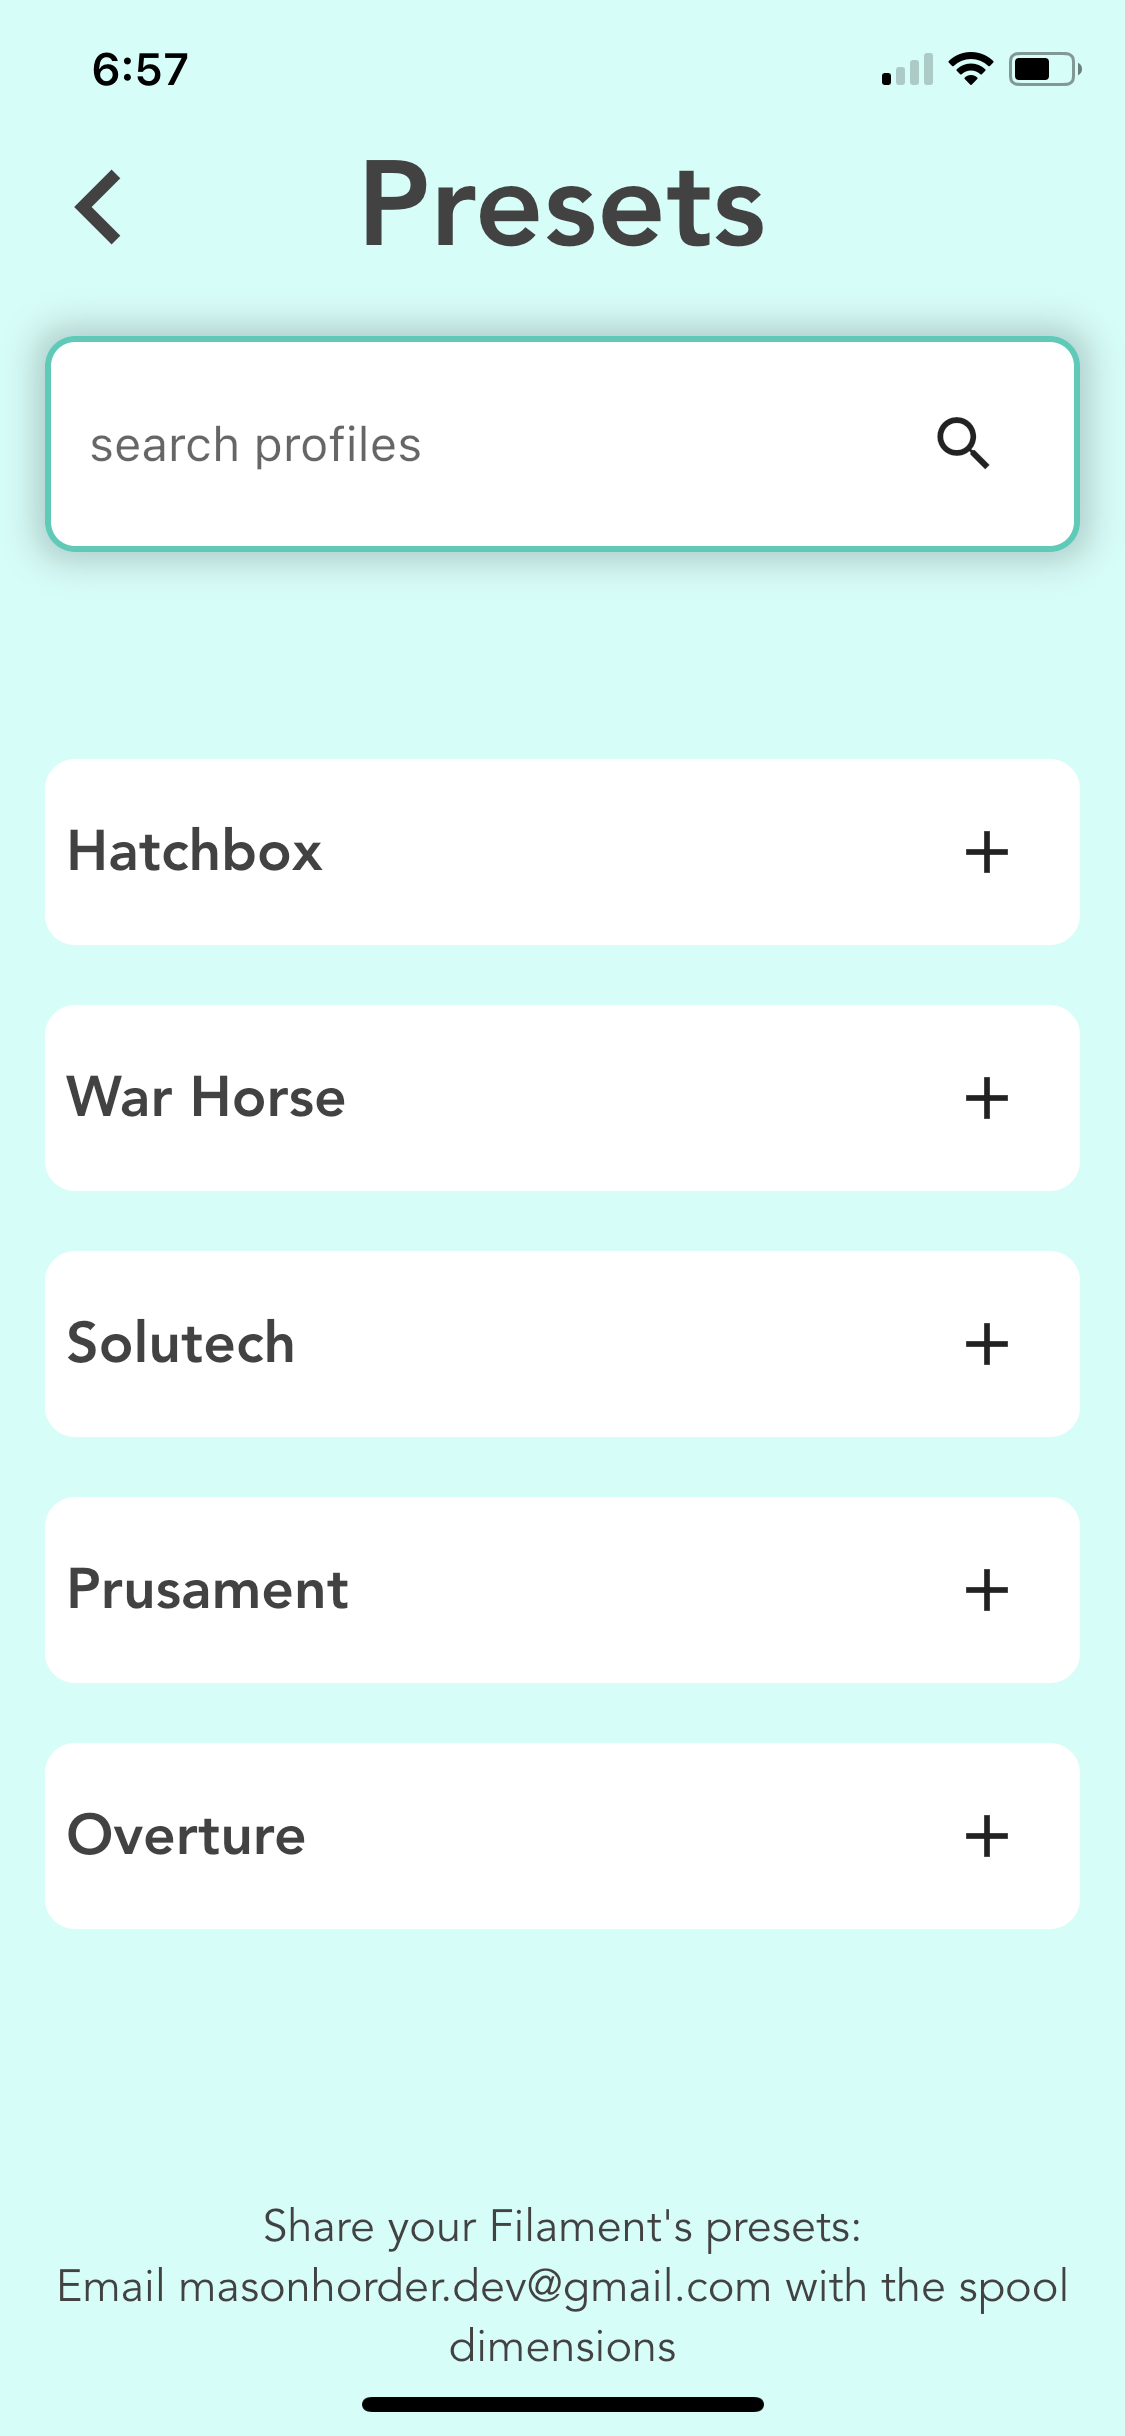 6:57
Presets
search profiles
Hatchbox
War Horse
Solutech
Prusament
Overture
Share your Filament's presets:
Email masonhorder.dev@gmail.com with the spool
dimensions